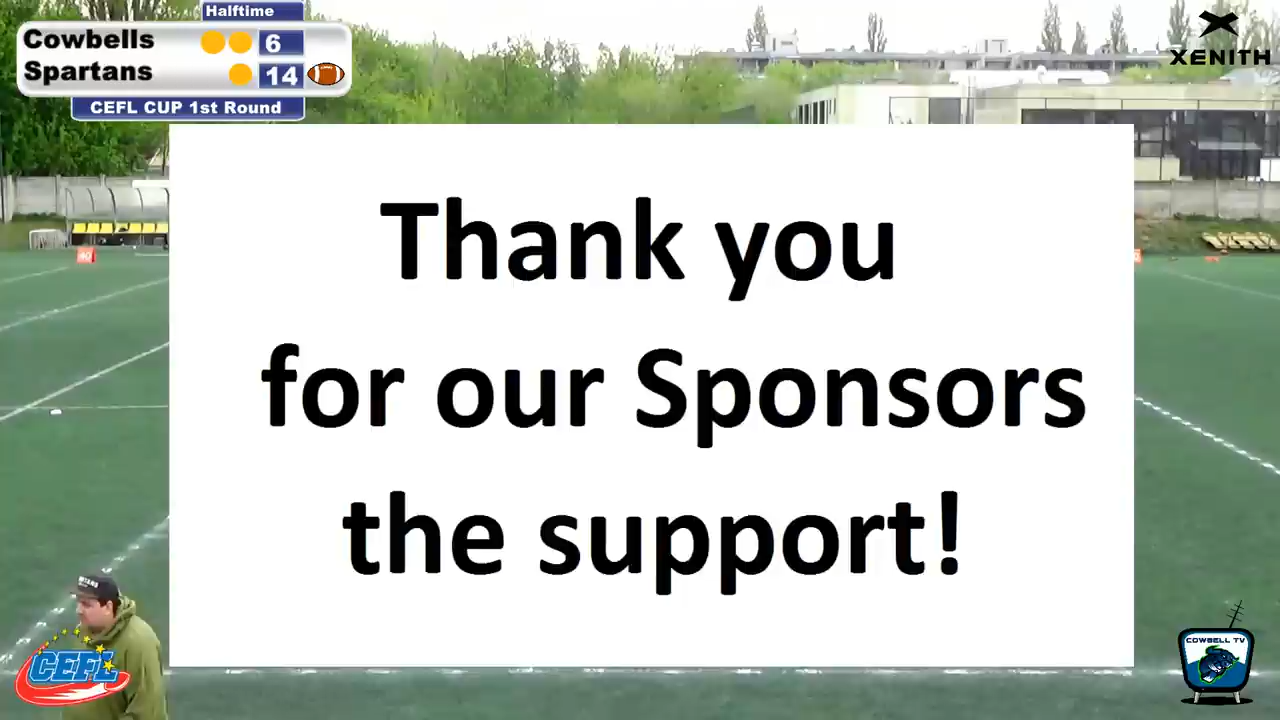 Halftime
Cowbells 6
Spartans 14
CEFL CUP 1st Round
XENITH
Thank you
for our Sponsors
the support!
CEFL
COWBELL TV